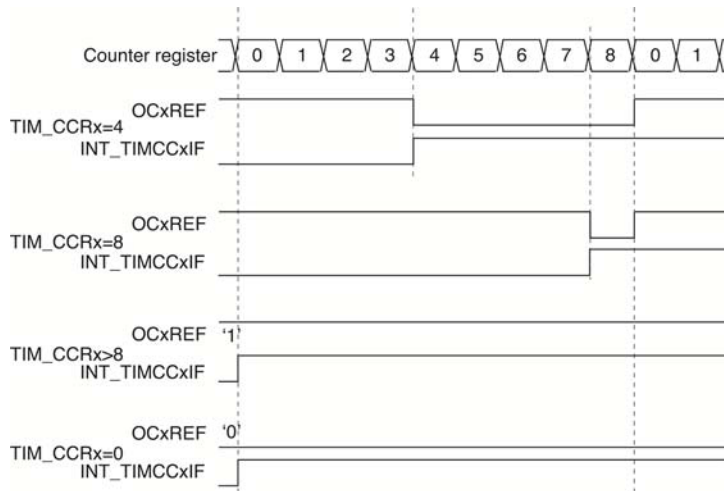 Counter register 0 1 2 3 4 5 6 7 8 0 1
OCxREF
TIM_CCRx=4
INT_TIMCCxIF
OCxREF
TIM_CCRx=8
INT_TIMCCxIF
OCxREF '1'
TIM_CCRx>8
INT_TIMCCxIF
OCxREF '0'
TIM_CCRx=0
INT_TIMCCxIF